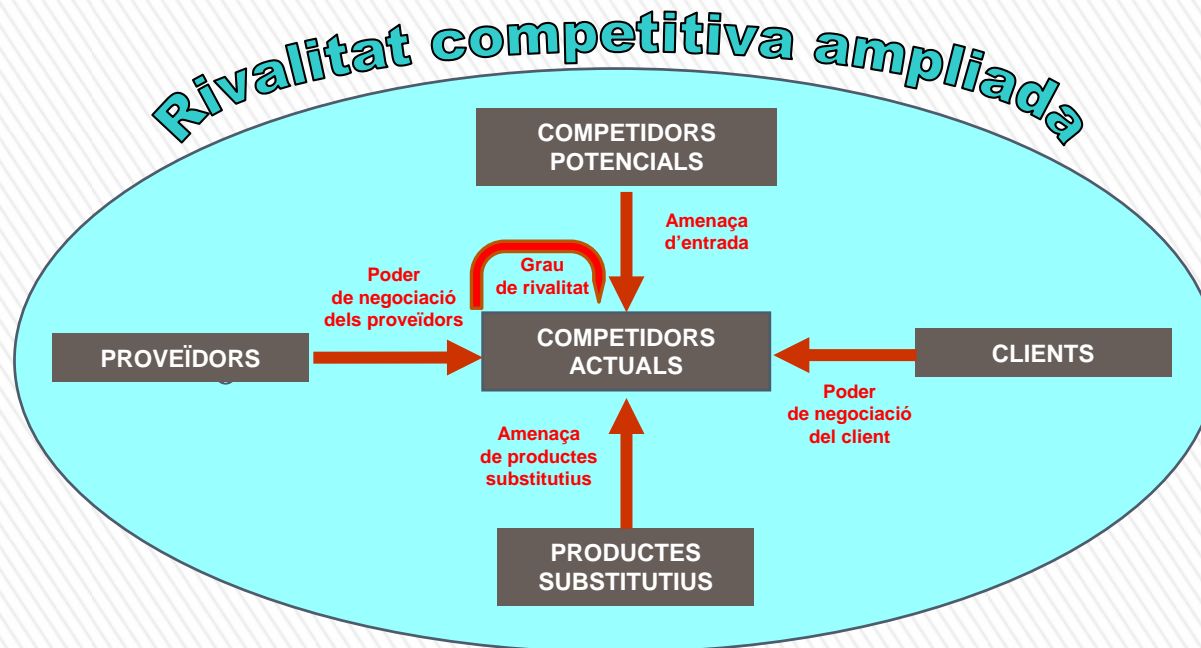 Rivalitat competitiva ampliada
COMPETIDORS
POTENCIALS
Amenaça
d'entrada
Grau
de rivalitat
Poder
de negociació
dels proveïdors
PROVEÏDORS
COMPETIDORS
ACTUALS
CLIENTS
Poder
de negociació
del client
Amenaça
de productes
substitutius
PRODUCTES
SUBSTITUTIUS